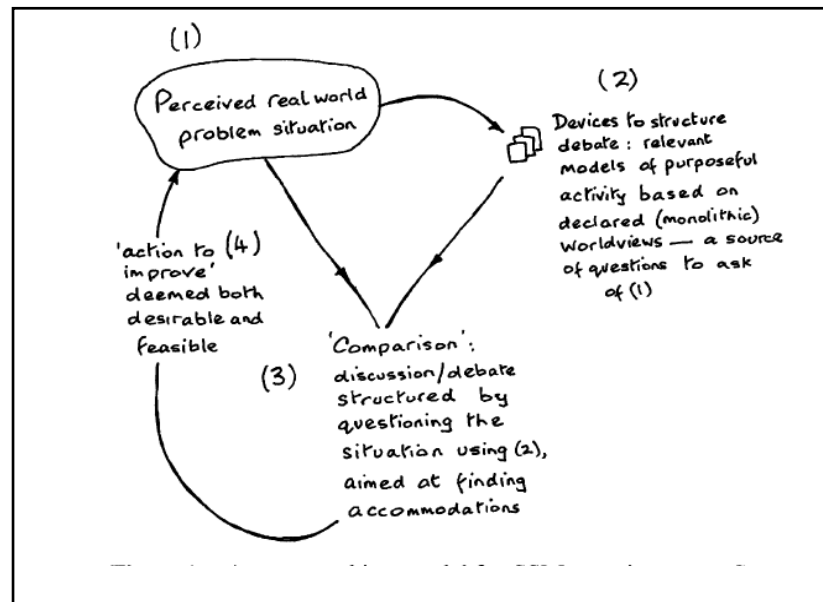 (1)
Perceived real world
problem situation
(2)
Devices to structure
debate : relevant
models of purposeful
activity based on
declared (monolithic)
Worldviews — a source
of questions to ask
of (1)
'action to (4)
improve'
deemed both
desirable and
feasible
(3)
'Comparison':
discussion/debate
structured by
questioning the
situation using (2),
aimed at finding
accommodations